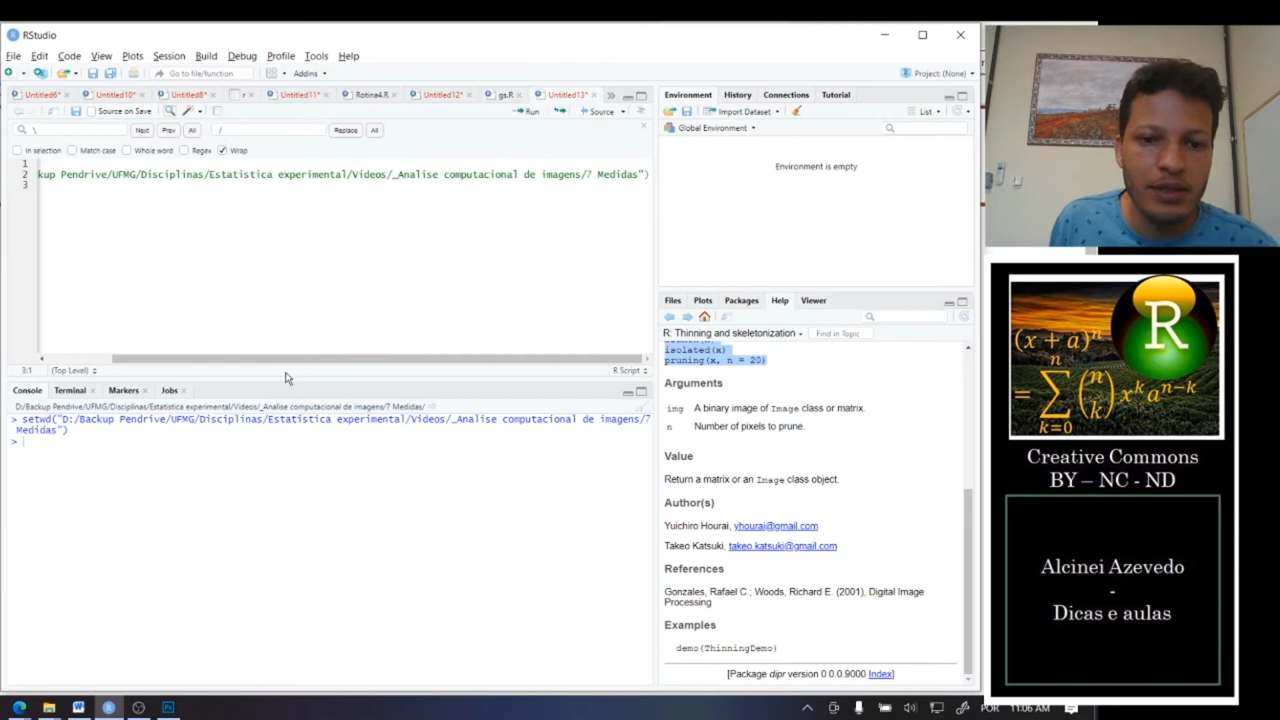 RStudio
File Edit Code View Plots Session Build Debug Profile Tools Help
Go to file/function
Addins
Project: (None)
Untitled6*
Untitled10*
Untitled8*
r
Untitled11*
Rotina4.R
Untitled12*
gs.R
Untitled13*
Source on Save
Run
Source
\
Next
Prev
All
/
Replace
All
In selection
Match case
Whole word
Regex
Wrap
1
2 kup Pendrive/UFMG/Disciplinas/Estatistica experimental/Videos/_Analise computacional de imagens/7 Medidas")
3
3:1
(Top Level)
R Script
Console Terminal Markers Jobs
D:/Backup Pendrive/UFMG/Disciplinas/Estatistica experimental/Videos/_Analise computacional de imagens/7 Medidas/
> setwd("D:/Backup Pendrive/UFMG/Disciplinas/Estatistica experimental/Videos/_Analise computacional de imagens/7
Medidas")
>
Environment History Connections Tutorial
Import Dataset
List
Global Environment
Environment is empty
Files Plots Packages Help Viewer
R: Thinning and skeletonization
Find in Topic
isolated(x)
pruning(x, n = 20)
Arguments
img A binary image of Image class or matrix.
n Number of pixels to prune.
Value
Return a matrix or an Image class object.
Author(s)
Yuichiro Hourai, yhourai@gmail.com
Takeo Katsuki, takeo.katsuki@gmail.com
References
Gonzales, Rafael C.; Woods, Richard E. (2001), Digital Image
Processing
Examples
demo(ThinningDemo)
[Package dipr version 0.0.0.9000 Index]
POR
11:06 AM
R
(x + a)^n
= ∑_{k=0}^{n} (n k) x^k a^{n−k}
Creative Commons
BY – NC - ND
Alcinei Azevedo
-
Dicas e aulas